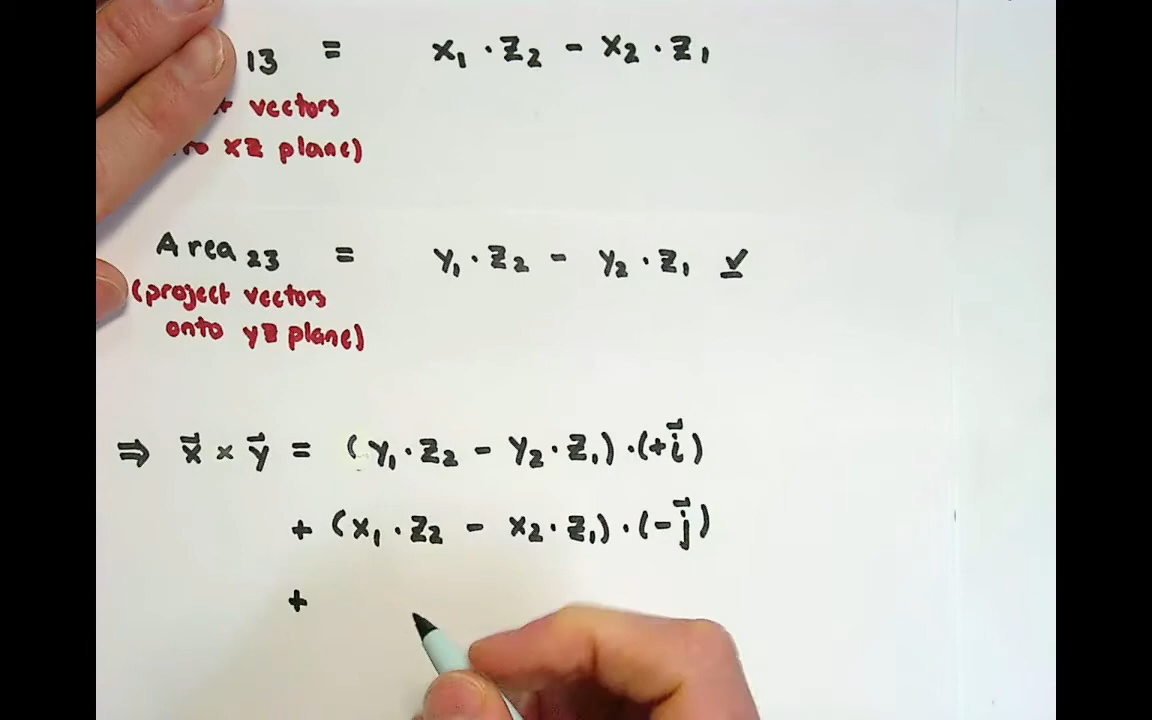 13 = x₁ · z₂ - x₂ · z₁
vectors
xz plane)
Area₂₃ = y₁ · z₂ - y₂ · z₁ ✓
(project vectors
onto yz plane)
⇒ x⃗ × y⃗ = (y₁ · z₂ - y₂ · z₁) · (+i⃗)
+ (x₁ · z₂ - x₂ · z₁) · (-j⃗)
+